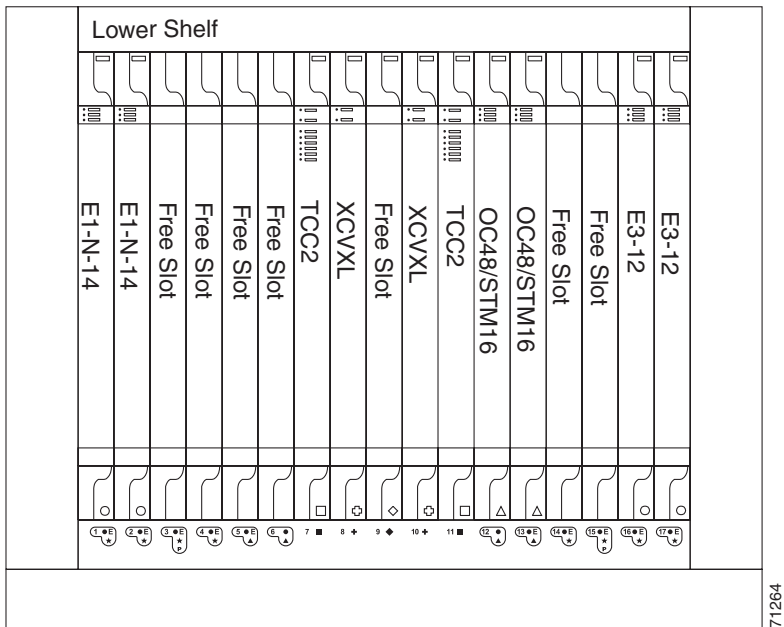 Lower Shelf
E1-N-14
E1-N-14
Free Slot
Free Slot
Free Slot
Free Slot
TCC2
XCVXL
Free Slot
XCVXL
TCC2
OC48/STM16
OC48/STM16
Free Slot
Free Slot
E3-12
E3-12
1 E
2 E
3 E P
4 E
5 E
6
7
8
9
10
11
12
13 E
14 E
15 E P
16 E
17 E
71264